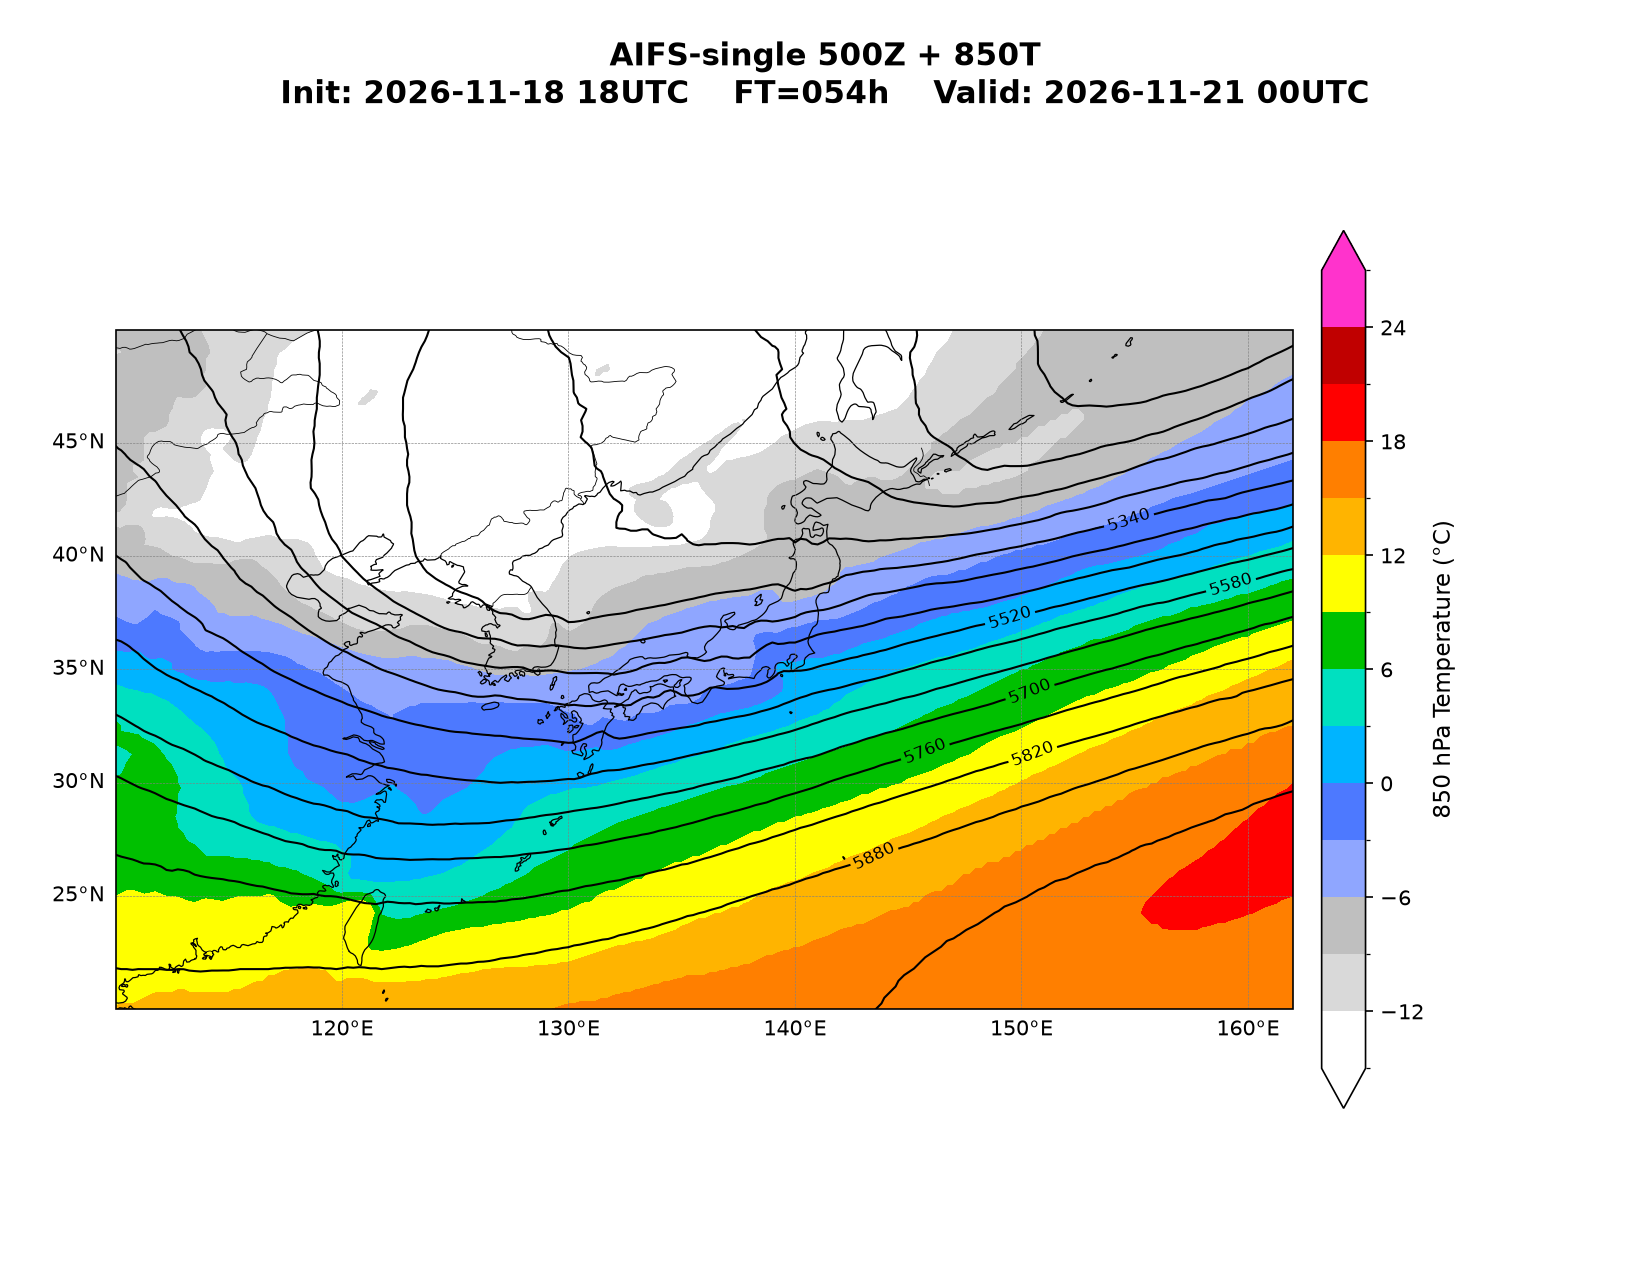 AIFS-single 500Z + 850T
Init: 2026-11-18 18UTC    FT=054h    Valid: 2026-11-21 00UTC
45°N
40°N
35°N
30°N
25°N
120°E
130°E
140°E
150°E
160°E
5340
5580
5520
5700
5760
5820
5880
24
18
12
6
0
−6
−12
850 hPa Temperature (°C)